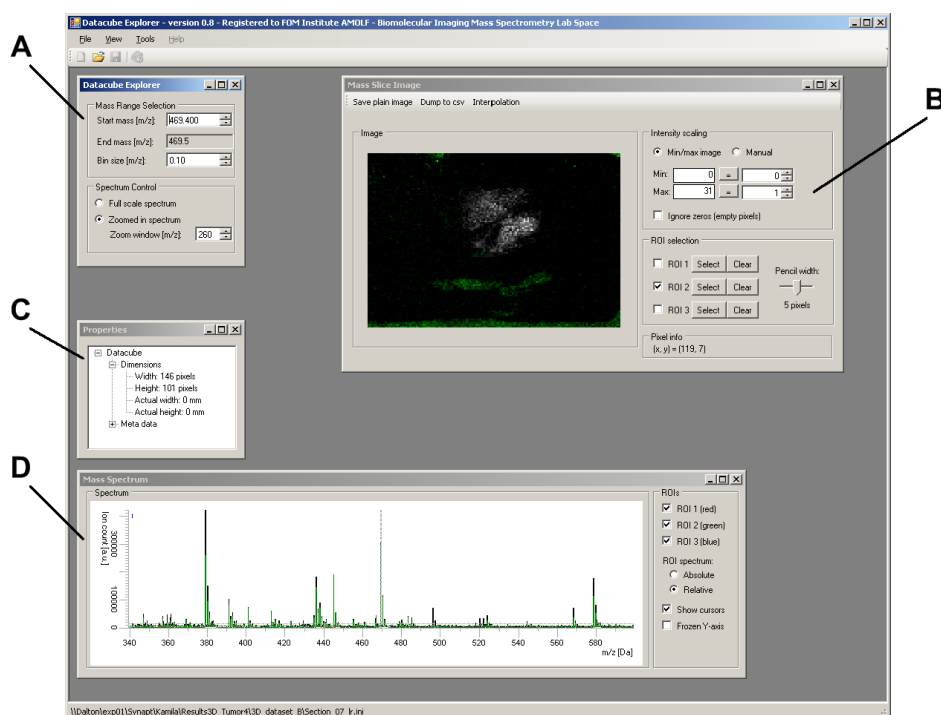 Datacube Explorer - version 0.8 - Registered to FOM Institute AMOLF - Biomolecular Imaging Mass Spectrometry Lab Space
File View Tools Help
A
Datacube Explorer
Mass Range Selection
Start mass [m/z]: 469.400
End mass [m/z]: 469.5
Bin size [m/z]: 0.10
Spectrum Control
Full scale spectrum
Zoomed in spectrum
Zoom window [m/z]: 260
B
Mass Slice Image
Save plain image Dump to csv Interpolation
Image
Intensity scaling
Min/max image Manual
Min: 0 = 0
Max: 31 = 1
Ignore zeros (empty pixels)
ROI selection
ROI 1 Select Clear
ROI 2 Select Clear
ROI 3 Select Clear
Pencil width:
5 pixels
Pixel info
(x, y) = (119, 7)
C
Properties
Datacube
Dimensions
Width: 146 pixels
Height: 101 pixels
Actual width: 0 mm
Actual height: 0 mm
Meta data
D
Mass Spectrum
Spectrum
Ion count [a.u.]
300000
100000
0
340 360 380 400 420 440 460 480 500 520 540 560 580
m/z [Da]
ROIs
ROI 1 (red)
ROI 2 (green)
ROI 3 (blue)
ROI spectrum:
Absolute
Relative
Show cursors
Frozen Y-axis
\\Dalton\exp01\Synapt\Kamila\Results3D_Tumor4\3D_dataset_B\Section_07_lr.ini